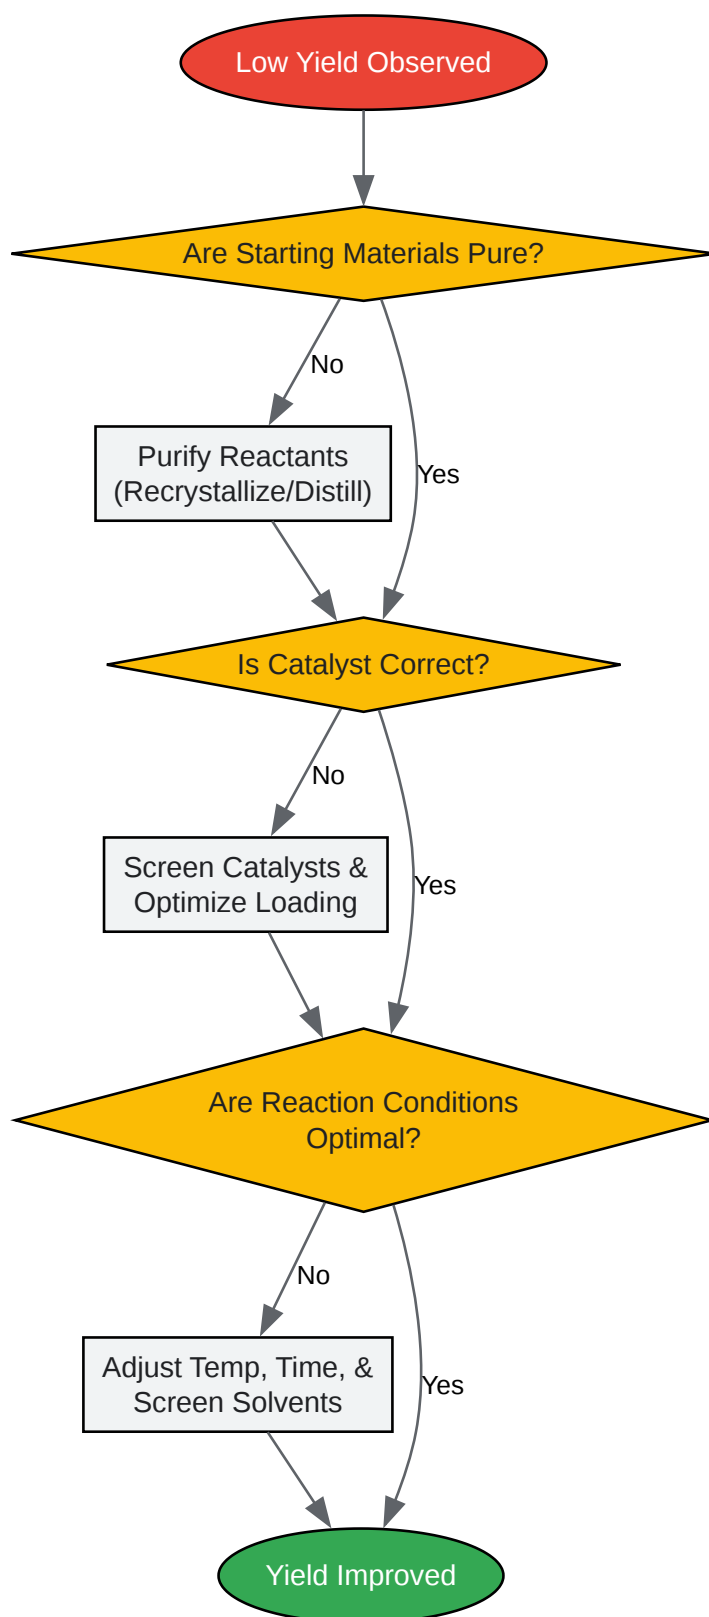 Low Yield Observed
Are Starting Materials Pure?
No
Purify Reactants
(Recrystallize/Distill)
Yes
Is Catalyst Correct?
No
Screen Catalysts &
Optimize Loading
Yes
Are Reaction Conditions
Optimal?
No
Adjust Temp, Time, &
Screen Solvents
Yes
Yield Improved